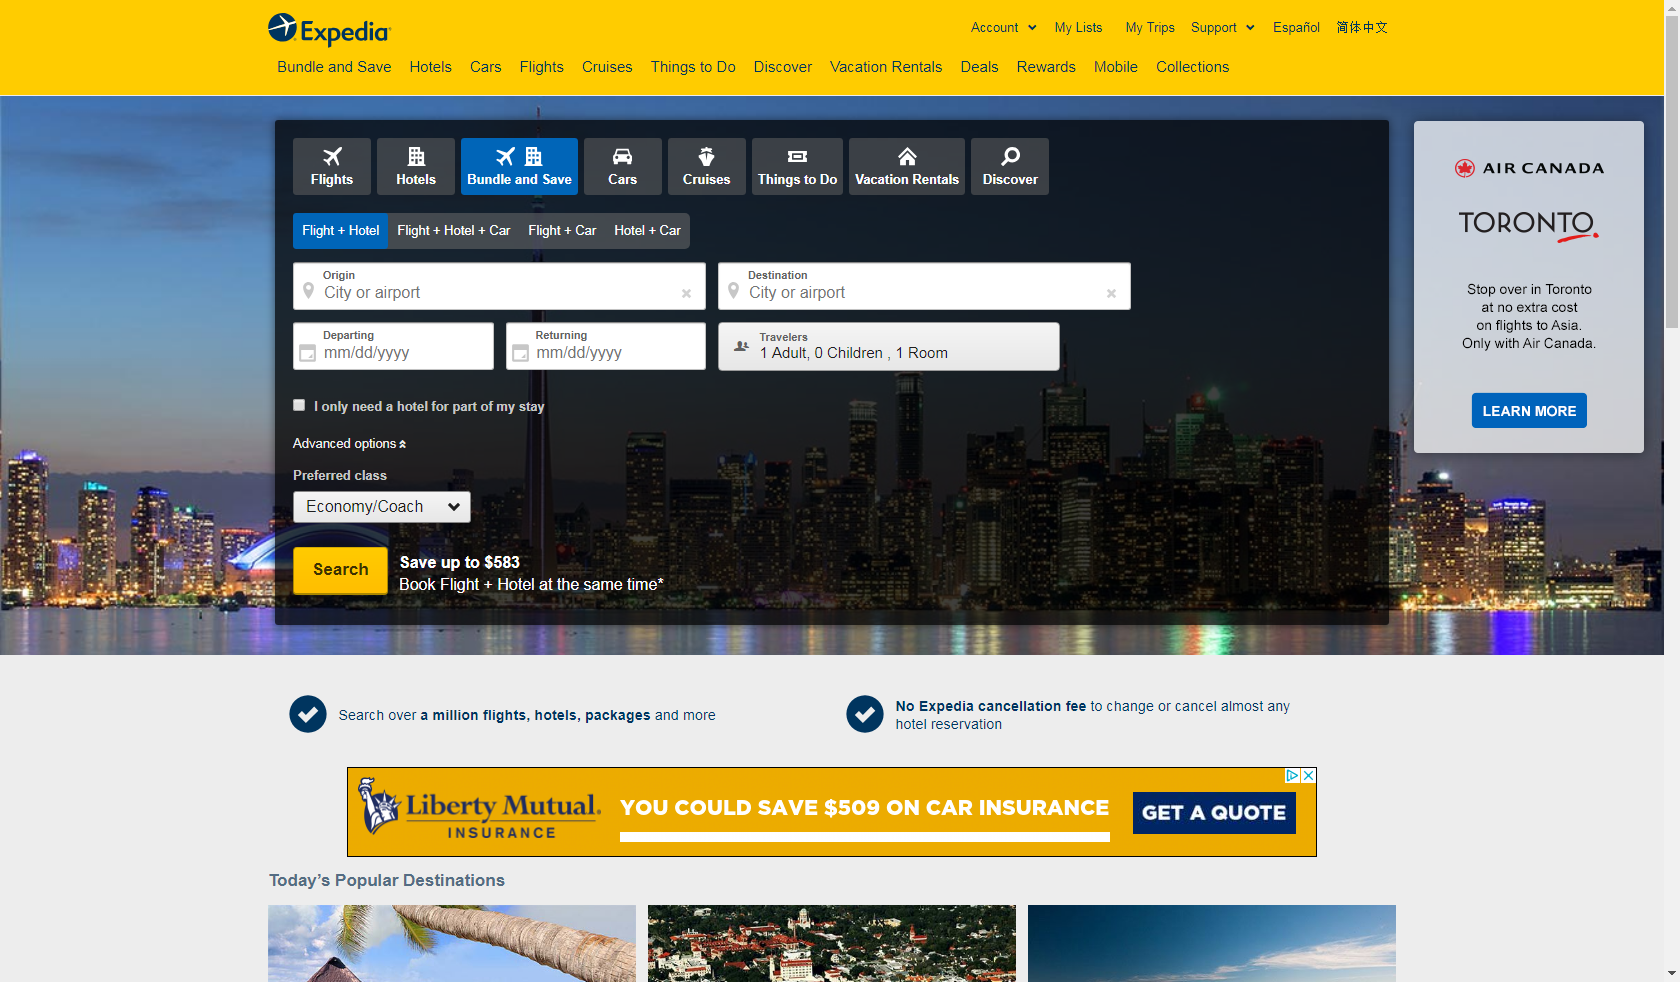 Expedia
Account
My Lists
My Trips
Support
Español
简体中文
Bundle and Save
Hotels
Cars
Flights
Cruises
Things to Do
Discover
Vacation Rentals
Deals
Rewards
Mobile
Collections
Flights
Hotels
Bundle and Save
Cars
Cruises
Things to Do
Vacation Rentals
Discover
Flight + Hotel
Flight + Hotel + Car
Flight + Car
Hotel + Car
Origin
City or airport
Destination
City or airport
Departing
mm/dd/yyyy
Returning
mm/dd/yyyy
Travelers
1 Adult, 0 Children , 1 Room
I only need a hotel for part of my stay
Advanced options
Preferred class
Economy/Coach
Search
Save up to $583
Book Flight + Hotel at the same time*
AIR CANADA
TORONTO
Stop over in Toronto
at no extra cost
on flights to Asia.
Only with Air Canada.
LEARN MORE
Search over a million flights, hotels, packages and more
No Expedia cancellation fee to change or cancel almost any
hotel reservation
Liberty Mutual.
INSURANCE
YOU COULD SAVE $509 ON CAR INSURANCE
GET A QUOTE
Today's Popular Destinations